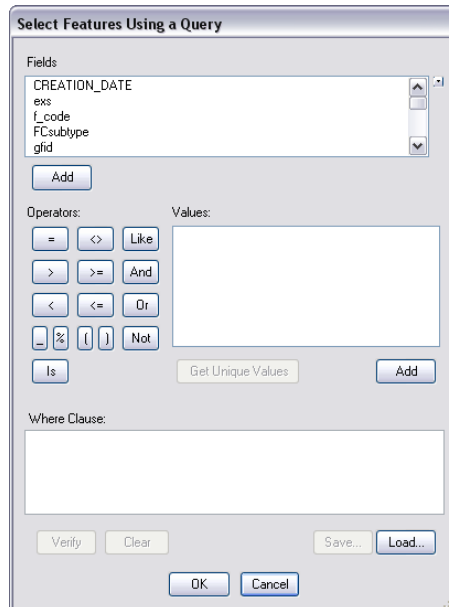 Select Features Using a Query
Fields
CREATION_DATE
exs
f_code
FCsubtype
gfid
Add
Operators: Values:
= <> Like
> >= And
< <= Or
_ % ( ) Not
Is Get Unique Values Add
Where Clause:
Verify Clear Save... Load...
OK Cancel